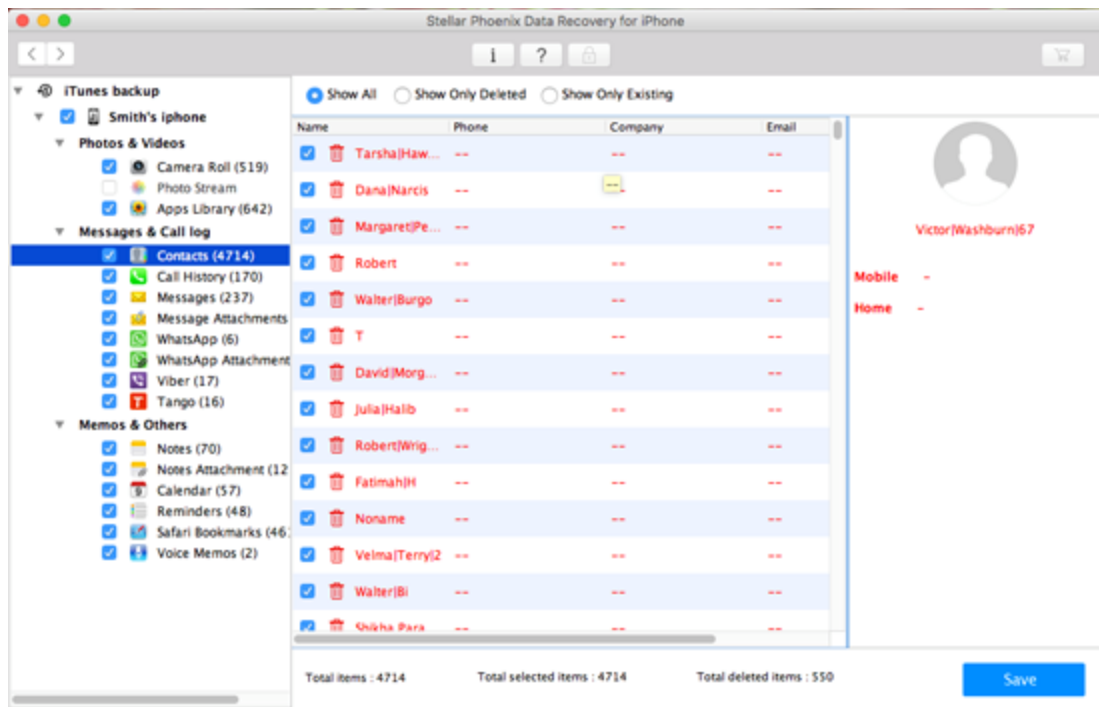 Stellar Phoenix Data Recovery for iPhone
iTunes backup
Smith's iphone
Photos & Videos
Camera Roll (519)
Photo Stream
Apps Library (642)
Messages & Call log
Contacts (4714)
Call History (170)
Messages (237)
Message Attachments
WhatsApp (6)
WhatsApp Attachment
Viber (17)
Tango (16)
Memos & Others
Notes (70)
Notes Attachment (12
Calendar (57)
Reminders (48)
Safari Bookmarks (46
Voice Memos (2)
Show All Show Only Deleted Show Only Existing
Name Phone Company Email
Tarsha|Haw... -- -- --
Dana|Narcis -- -- --
Margaret|Pe... -- -- --
Robert -- -- --
Walter|Burgo -- -- --
T -- -- --
David|Morg... -- -- --
Julia|Halib -- -- --
Robert|Wrig... -- -- --
Fatimah|H -- -- --
Noname -- -- --
Velma|Terry|2 -- -- --
Walter|Bi -- -- --
Shikha Para -- -- --
Victor|Washburn|67
Mobile -
Home -
Total items : 4714 Total selected items : 4714 Total deleted items : 550
Save